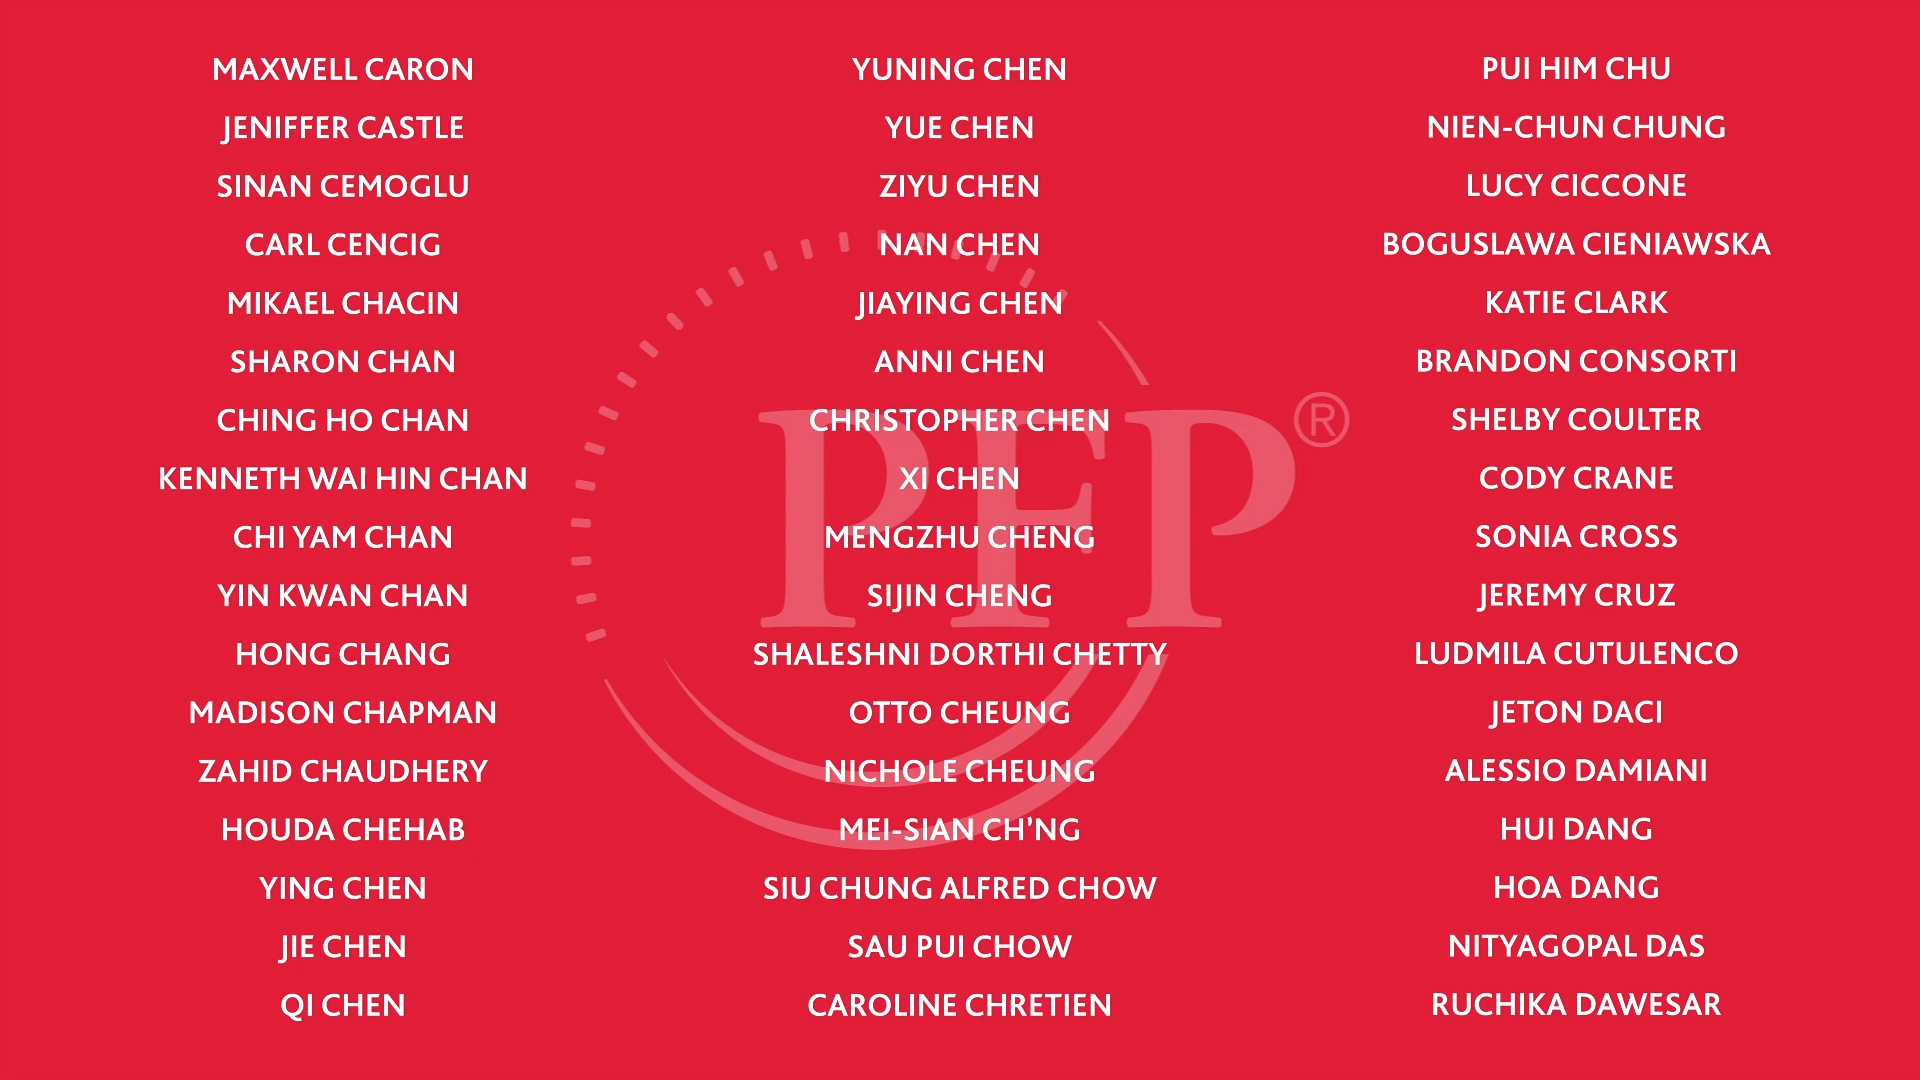 MAXWELL CARON
JENIFFER CASTLE
SINAN CEMOGLU
CARL CENCIG
MIKAEL CHACIN
SHARON CHAN
CHING HO CHAN
KENNETH WAI HIN CHAN
CHI YAM CHAN
YIN KWAN CHAN
HONG CHANG
MADISON CHAPMAN
ZAHID CHAUDHERY
HOUDA CHEHAB
YING CHEN
JIE CHEN
QI CHEN
YUNING CHEN
YUE CHEN
ZIYU CHEN
NAN CHEN
JIAYING CHEN
ANNI CHEN
CHRISTOPHER CHEN
XI CHEN
MENGZHU CHENG
SIJIN CHENG
SHALESHNI DORTHI CHETTY
OTTO CHEUNG
NICHOLE CHEUNG
MEI-SIAN CH'NG
SIU CHUNG ALFRED CHOW
SAU PUI CHOW
CAROLINE CHRETIEN
PFP®
PUI HIM CHU
NIEN-CHUN CHUNG
LUCY CICCONE
BOGUSLAWA CIENIAWSKA
KATIE CLARK
BRANDON CONSORTI
SHELBY COULTER
CODY CRANE
SONIA CROSS
JEREMY CRUZ
LUDMILA CUTULENCO
JETON DACI
ALESSIO DAMIANI
HUI DANG
HOA DANG
NITYAGOPAL DAS
RUCHIKA DAWESAR